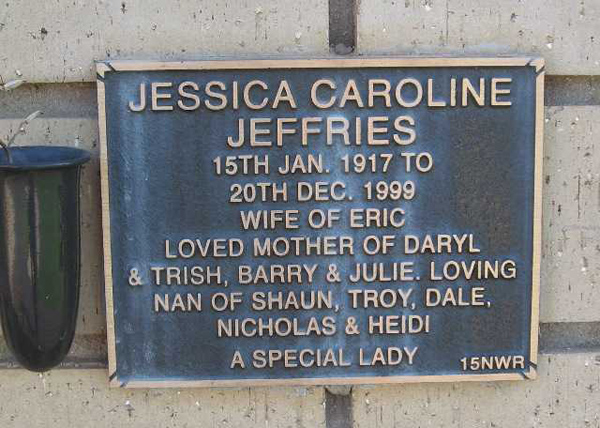 JESSICA CAROLINE
JEFFRIES
15TH JAN. 1917 TO
20TH DEC. 1999
WIFE OF ERIC
LOVED MOTHER OF DARYL
& TRISH, BARRY & JULIE. LOVING
NAN OF SHAUN, TROY, DALE,
NICHOLAS & HEIDI
A SPECIAL LADY
15NWR